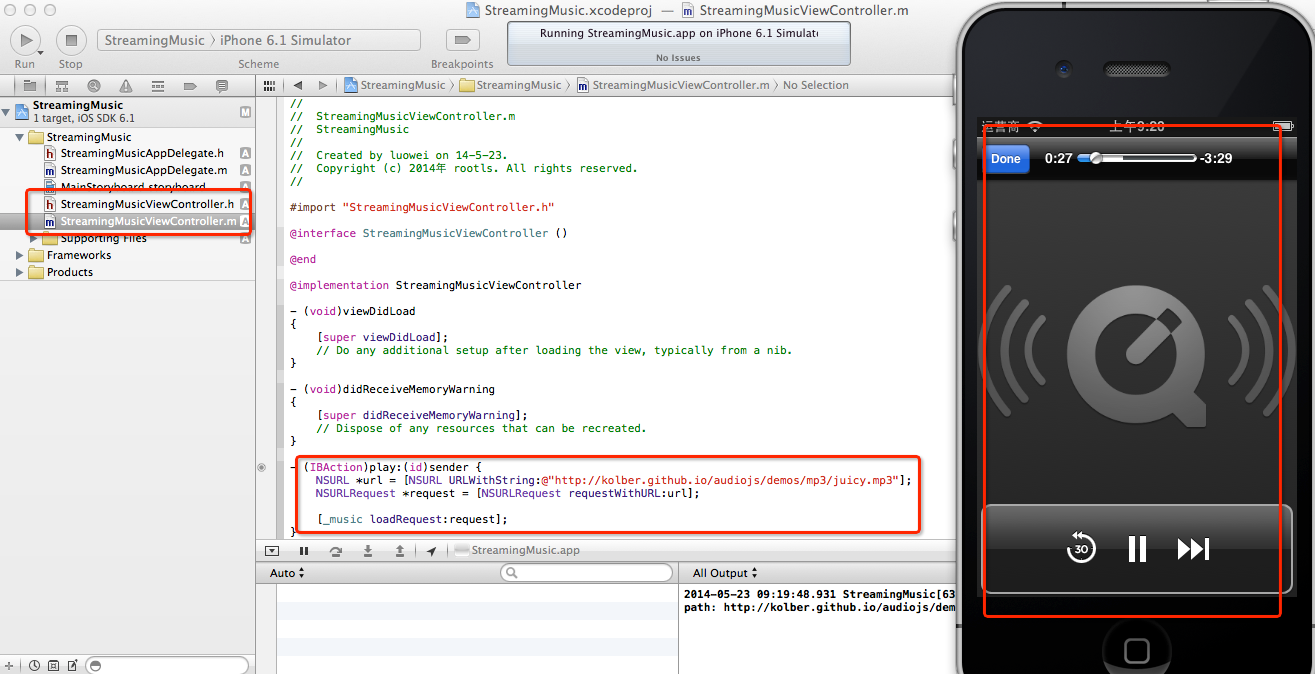 StreamingMusic.xcodeproj — StreamingMusicViewController.m
StreamingMusic 〉 iPhone 6.1 Simulator
Running StreamingMusic.app on iPhone 6.1 Simulat
No Issues
Run
Stop
Scheme
Breakpoints
StreamingMusic
1 target, iOS SDK 6.1
M
StreamingMusic
StreamingMusicAppDelegate.h A
StreamingMusicAppDelegate.m A
MainStoryboard.storyboard A
StreamingMusicViewController.h A
StreamingMusicViewController.m A
Supporting Files A
Frameworks
Products
StreamingMusic 〉 StreamingMusic 〉 StreamingMusicViewController.m 〉 No Selection
//
//  StreamingMusicViewController.m
//  StreamingMusic
//
//  Created by luowei on 14-5-23.
//  Copyright (c) 2014年 rootls. All rights reserved.
//
#import "StreamingMusicViewController.h"
@interface StreamingMusicViewController ()
@end
@implementation StreamingMusicViewController
- (void)viewDidLoad
{
[super viewDidLoad];
// Do any additional setup after loading the view, typically from a nib.
}
- (void)didReceiveMemoryWarning
{
[super didReceiveMemoryWarning];
// Dispose of any resources that can be recreated.
}
- (IBAction)play:(id)sender {
NSURL *url = [NSURL URLWithString:@"http://kolber.github.io/audiojs/demos/mp3/juicy.mp3"];
NSURLRequest *request = [NSURLRequest requestWithURL:url];
[_music loadRequest:request];
}
StreamingMusic.app
Auto
All Output
2014-05-23 09:19:48.931 StreamingMusic[63
path: http://kolber.github.io/audiojs/dem
运营商
上午9:20
Done
0:27
-3:29
30